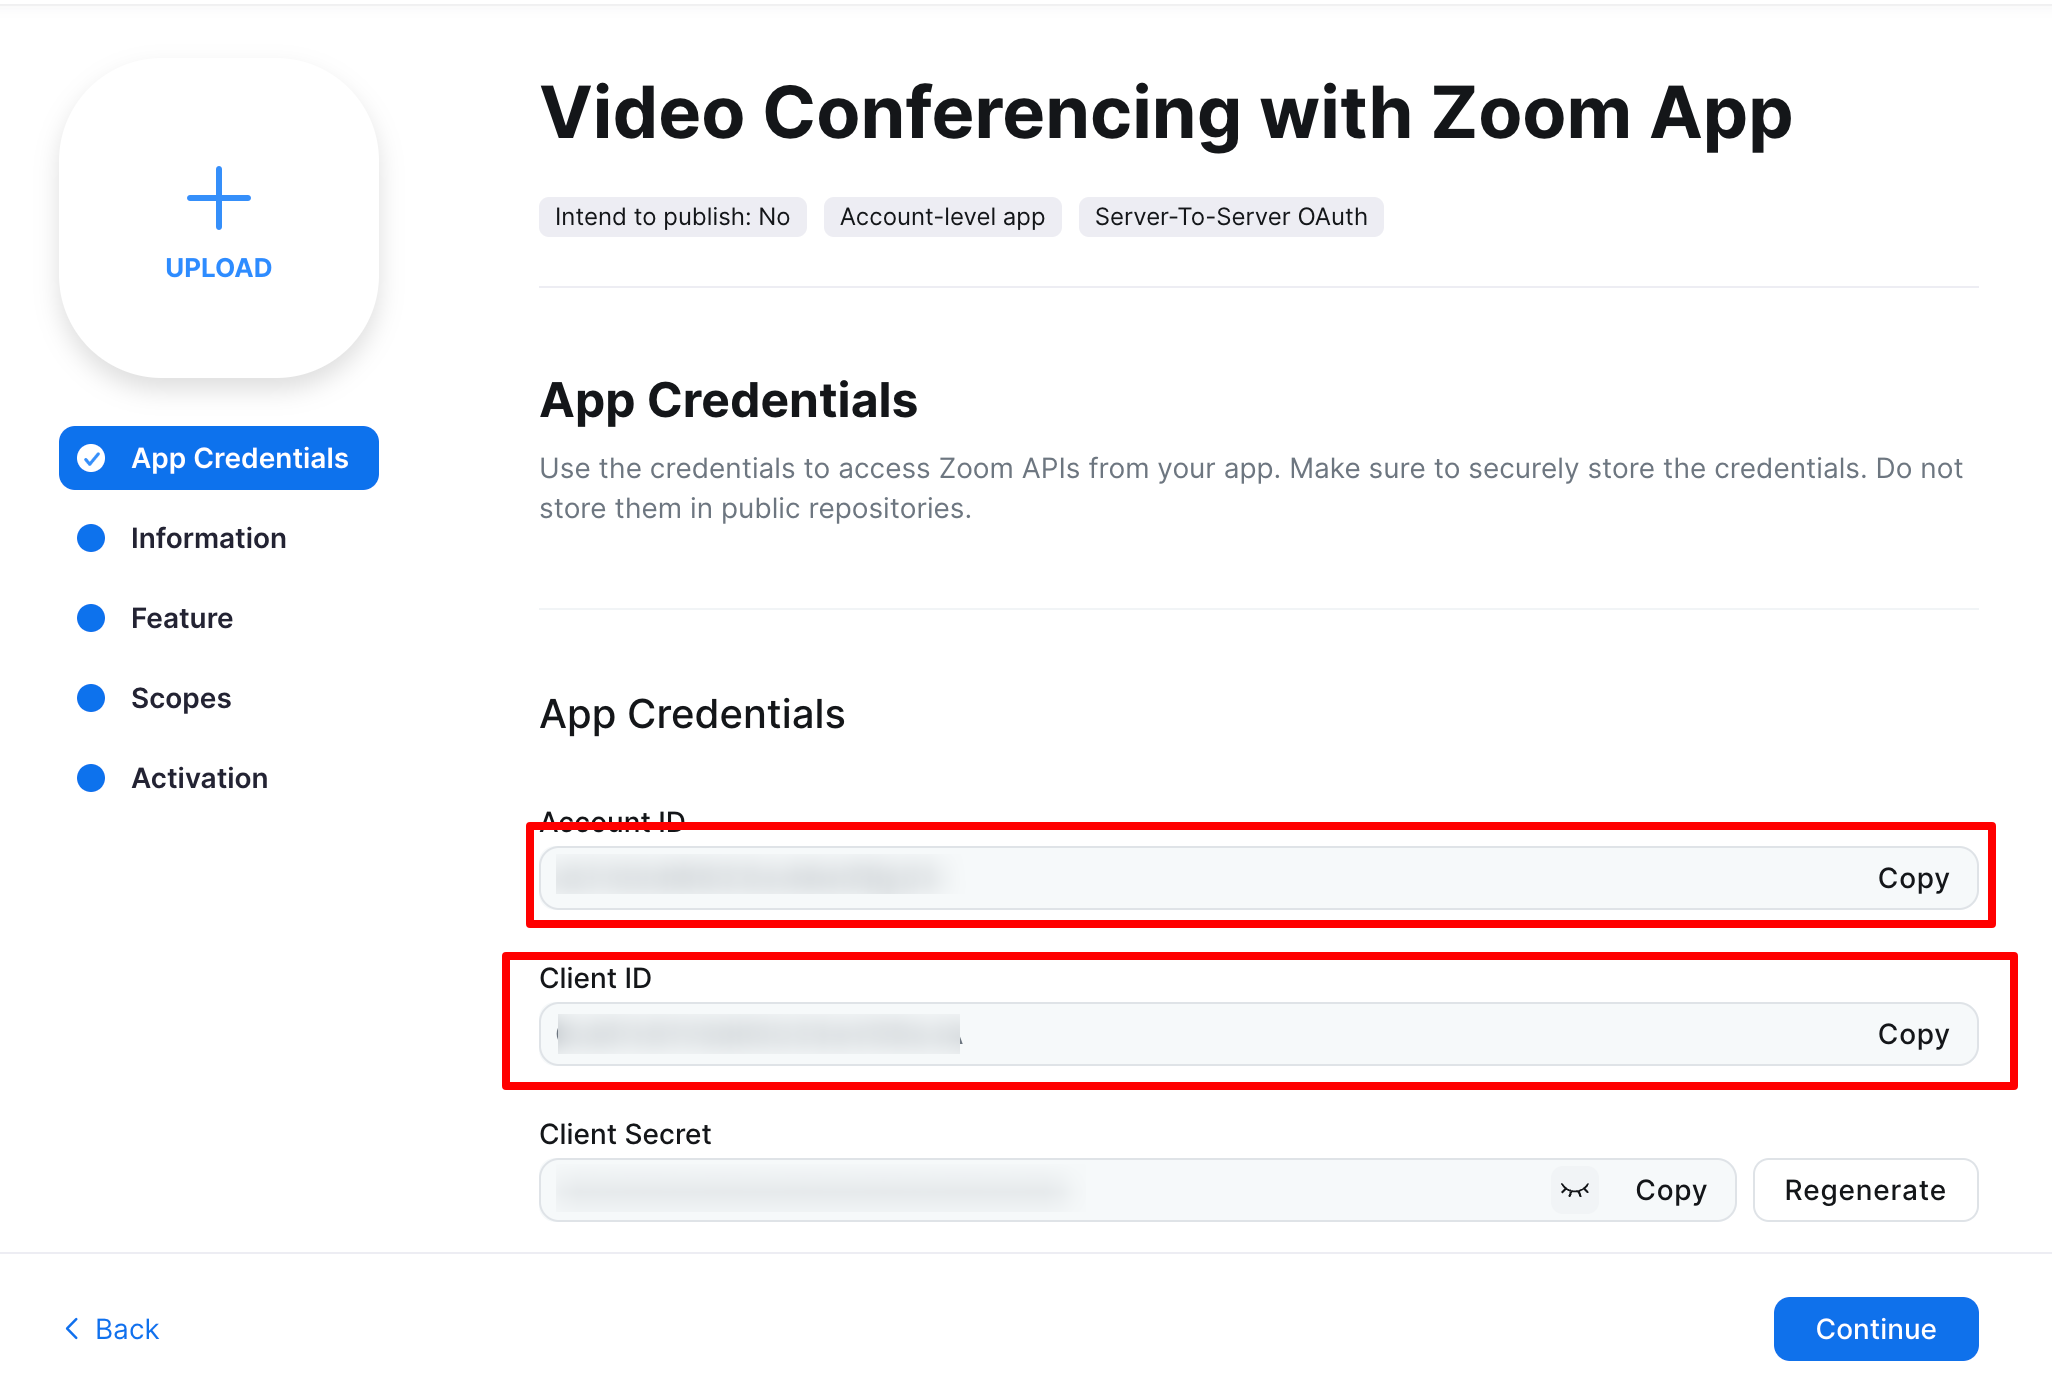 Video Conferencing with Zoom App
Intend to publish: No
Account-level app
Server-To-Server OAuth
UPLOAD
App Credentials
Information
Feature
Scopes
Activation
App Credentials
Use the credentials to access Zoom APIs from your app. Make sure to securely store the credentials. Do not
store them in public repositories.
App Credentials
Account ID
Copy
Client ID
Copy
Client Secret
Copy
Regenerate
Back
Continue